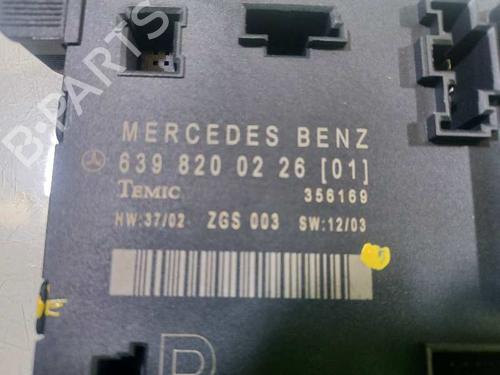 MERCEDES BENZ
639 820 02 26 [01]
TEMIC 356169
HW:37/02 ZGS 003 SW:12/03
B-PARTS